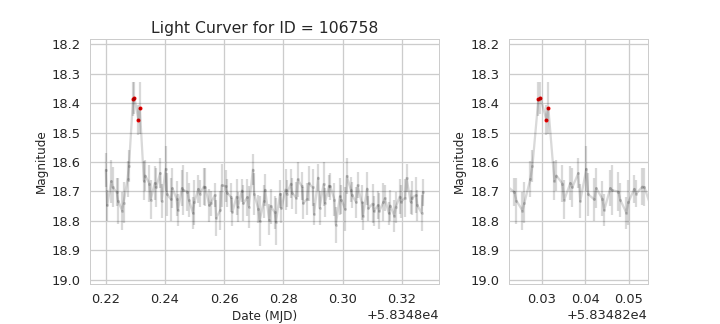 Light Curver for ID = 106758
18.2
18.3
18.4
18.5
18.6
18.7
18.8
18.9
19.0
Magnitude
0.22 0.24 0.26 0.28 0.30 0.32
Date (MJD)
+5.8348e4
18.2
18.3
18.4
18.5
18.6
18.7
18.8
18.9
19.0
Magnitude
0.03 0.04 0.05
+5.83482e4